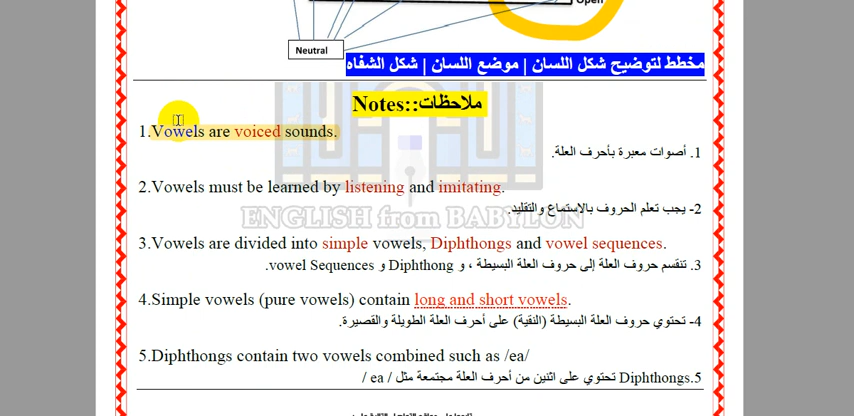 Open
Neutral
مخطط لتوضيح شكل اللسان | موضع اللسان | شكل الشفاه
Notes::ملاحظات
1.Vowels are voiced sounds.
1. أصوات معبرة بأحرف العلة.
2.Vowels must be learned by listening and imitating.
2- يجب تعلم الحروف بالاستماع والتقليد.
ENGLISH from BABYLON
3.Vowels are divided into simple vowels, Diphthongs and vowel sequences.
3. تنقسم حروف العلة إلى حروف العلة البسيطة ، و Diphthong و vowel Sequences.
4.Simple vowels (pure vowels) contain long and short vowels.
4- تحتوي حروف العلة البسيطة (النقية) على أحرف العلة الطويلة والقصيرة.
5.Diphthongs contain two vowels combined such as /ea/
5.Diphthongs تحتوي على اثنين من أحرف العلة مجتمعة مثل / ea /